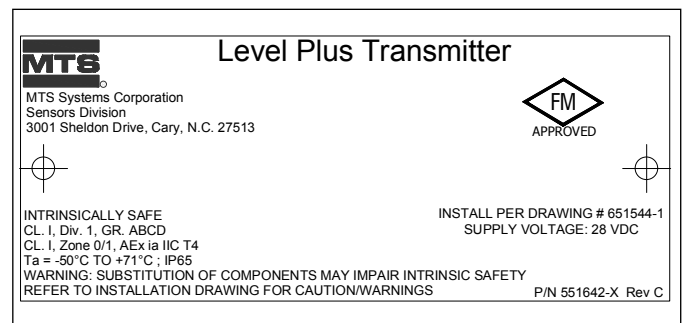 Level Plus Transmitter
MTS
MTS Systems Corporation
Sensors Division
3001 Sheldon Drive, Cary, N.C. 27513
FM
APPROVED
INTRINSICALLY SAFE
CL. I, Div. 1, GR. ABCD
CL. I, Zone 0/1, AEx ia IIC T4
Ta = -50°C TO +71°C ; IP65
INSTALL PER DRAWING # 651544-1
SUPPLY VOLTAGE: 28 VDC
WARNING: SUBSTITUTION OF COMPONENTS MAY IMPAIR INTRINSIC SAFETY
REFER TO INSTALLATION DRAWING FOR CAUTION/WARNINGS
P/N 551642-X Rev C